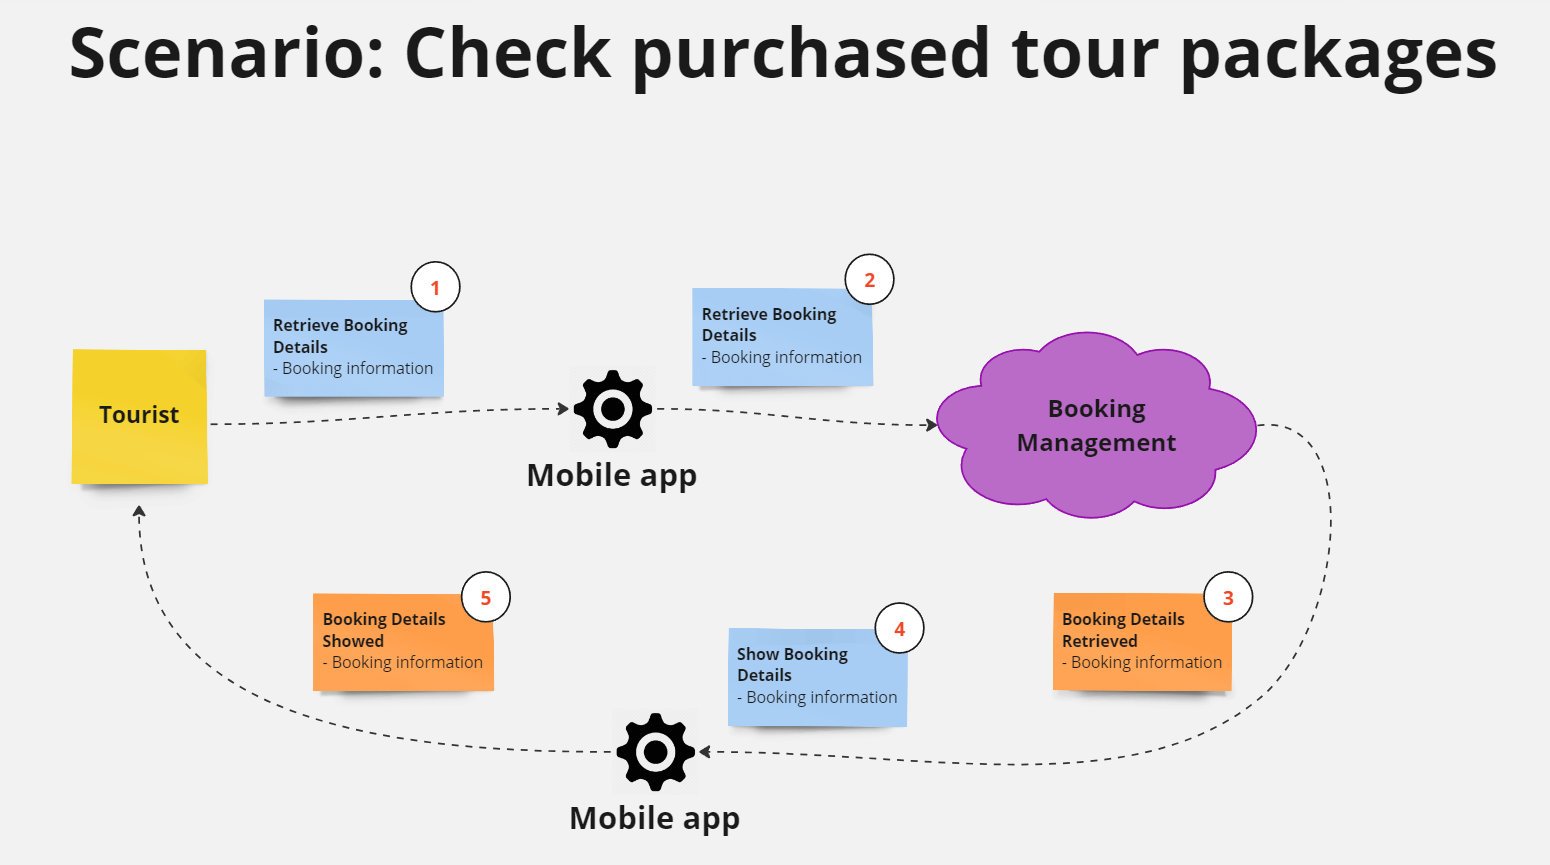 Scenario: Check purchased tour packages
1
Retrieve Booking
Details
- Booking information
2
Retrieve Booking
Details
- Booking information
Tourist
Mobile app
Booking
Management
5
Booking Details
Showed
- Booking information
4
Show Booking
Details
- Booking information
3
Booking Details
Retrieved
- Booking information
Mobile app